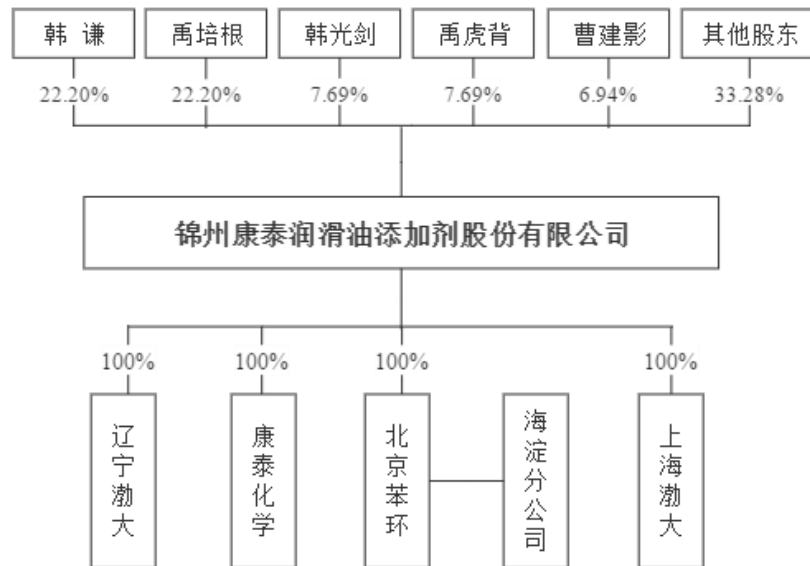 韩 谦 禹培根 韩光剑 禹虎背 曹建影 其他股东
22.20% 22.20% 7.69% 7.69% 6.94% 33.28%
锦州康泰润滑油添加剂股份有限公司
100% 100% 100% 100%
辽宁渤大
康泰化学
北京苯环
海淀分公司
上海渤大